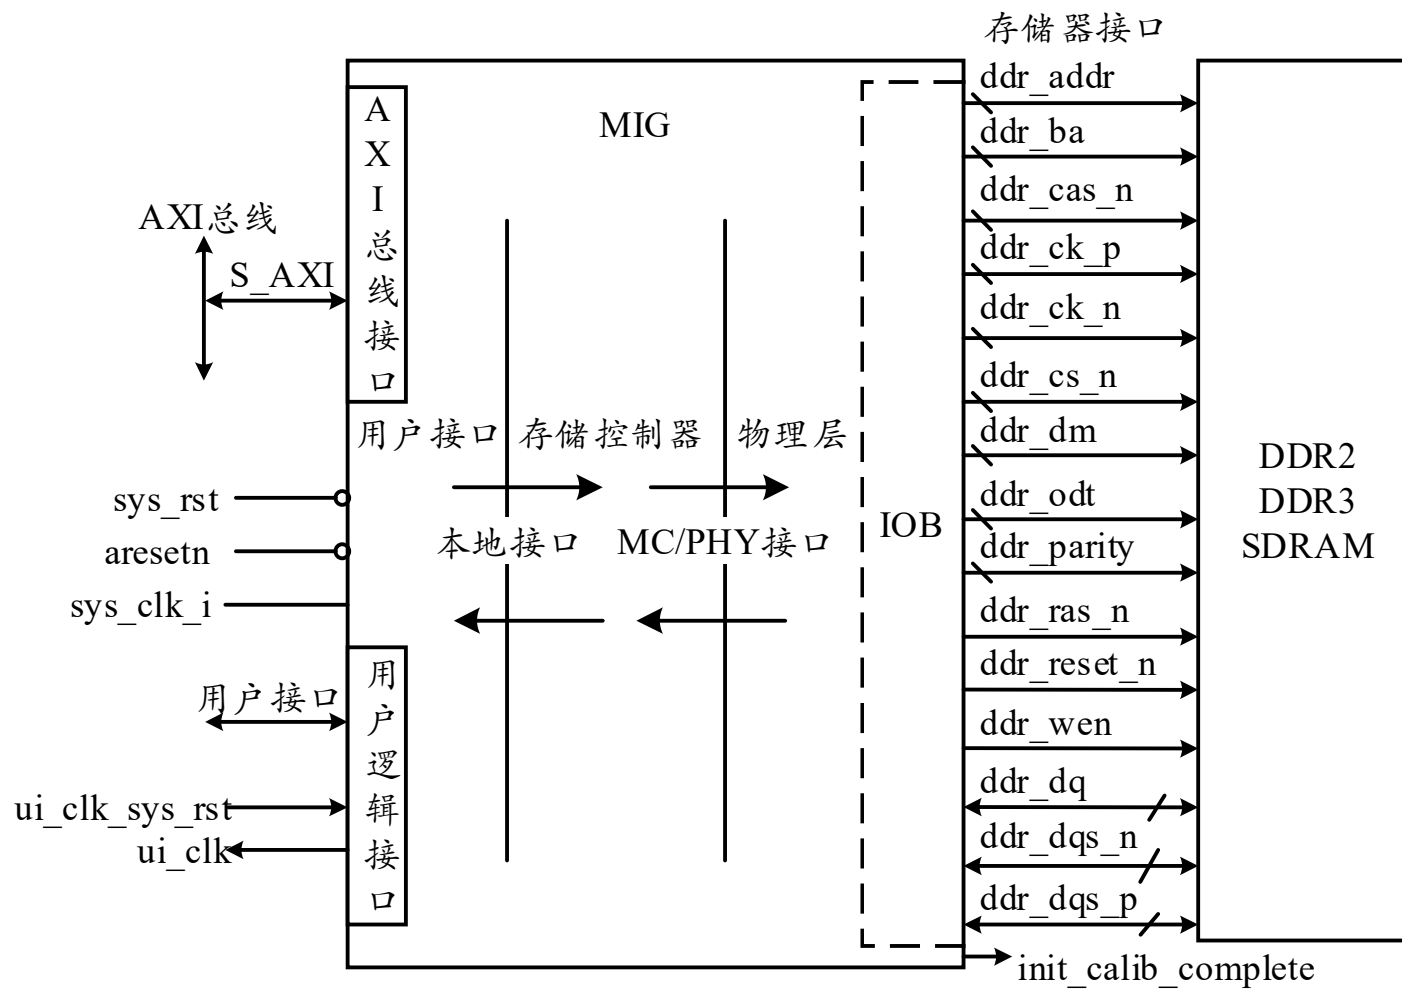 存储器接口
MIG
AXI总线接口
AXI总线
S_AXI
用户接口
存储控制器
物理层
sys_rst
aresetn
sys_clk_i
本地接口
MC/PHY接口
IOB
用户接口
用户逻辑接口
ui_clk_sys_rst
ui_clk
ddr_addr
ddr_ba
ddr_cas_n
ddr_ck_p
ddr_ck_n
ddr_cs_n
ddr_dm
ddr_odt
ddr_parity
ddr_ras_n
ddr_reset_n
ddr_wen
ddr_dq
ddr_dqs_n
ddr_dqs_p
init_calib_complete
DDR2
DDR3
SDRAM